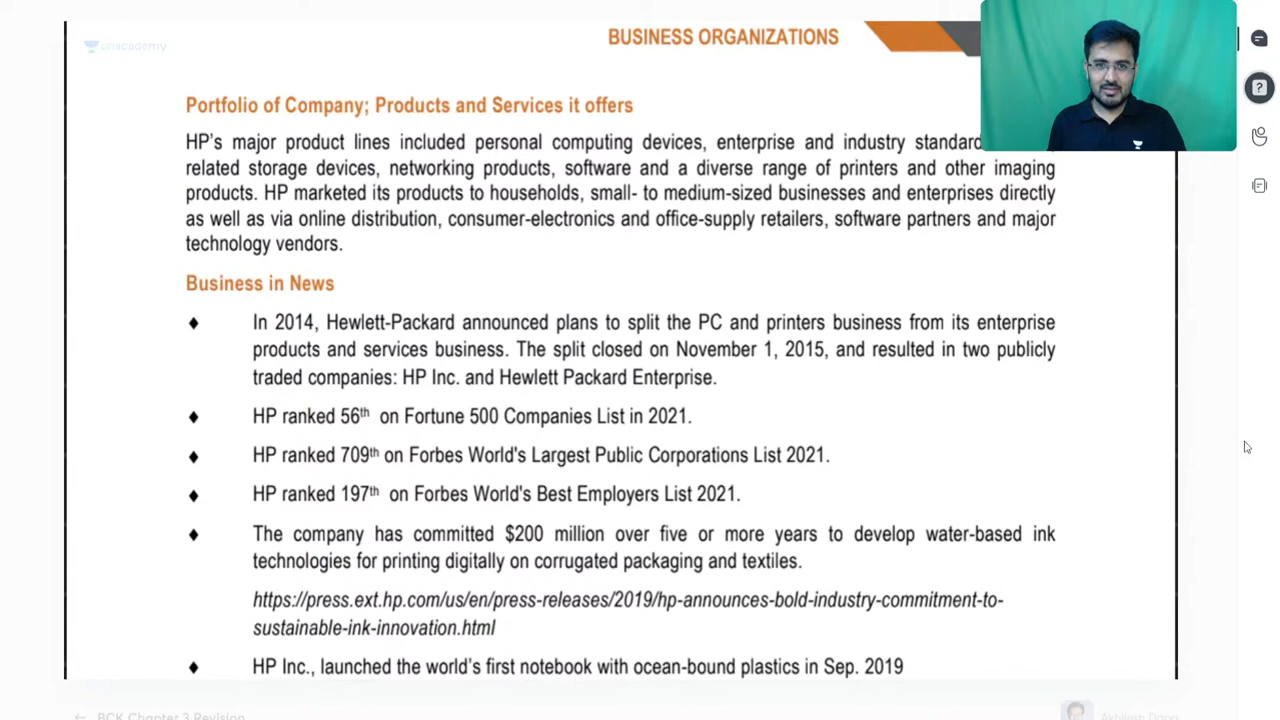 unacademy
BUSINESS ORGANIZATIONS
Portfolio of Company; Products and Services it offers
HP's major product lines included personal computing devices, enterprise and industry standard
related storage devices, networking products, software and a diverse range of printers and other imaging
products. HP marketed its products to households, small- to medium-sized businesses and enterprises directly
as well as via online distribution, consumer-electronics and office-supply retailers, software partners and major
technology vendors.
Business in News
♦ In 2014, Hewlett-Packard announced plans to split the PC and printers business from its enterprise
products and services business. The split closed on November 1, 2015, and resulted in two publicly
traded companies: HP Inc. and Hewlett Packard Enterprise.
♦ HP ranked 56th on Fortune 500 Companies List in 2021.
♦ HP ranked 709th on Forbes World's Largest Public Corporations List 2021.
♦ HP ranked 197th on Forbes World's Best Employers List 2021.
♦ The company has committed $200 million over five or more years to develop water-based ink
technologies for printing digitally on corrugated packaging and textiles.
https://press.ext.hp.com/us/en/press-releases/2019/hp-announces-bold-industry-commitment-to-
sustainable-ink-innovation.html
♦ HP Inc., launched the world's first notebook with ocean-bound plastics in Sep. 2019
BCK Chapter 3 Revision